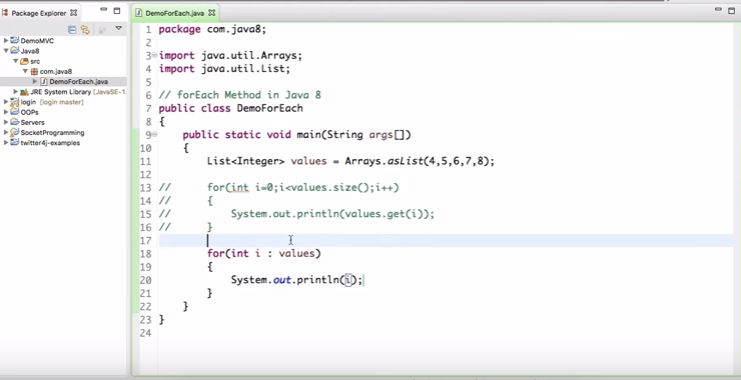 Package Explorer
DemoMVC
Java8
src
com.java8
DemoForEach.java
JRE System Library [JavaSE-1.
login [login master]
OOPs
Servers
SocketProgramming
twitter4j-examples
DemoForEach.java
1 package com.java8;
2
3 import java.util.Arrays;
4 import java.util.List;
5
6 // forEach Method in Java 8
7 public class DemoForEach
8 {
9     public static void main(String args[])
10     {
11         List<Integer> values = Arrays.asList(4,5,6,7,8);
12
13 //      for(int i=0;i<values.size();i++)
14 //      {
15 //          System.out.println(values.get(i));
16 //      }
17
18         for(int i : values)
19         {
20             System.out.println(i);
21         }
22     }
23 }
24